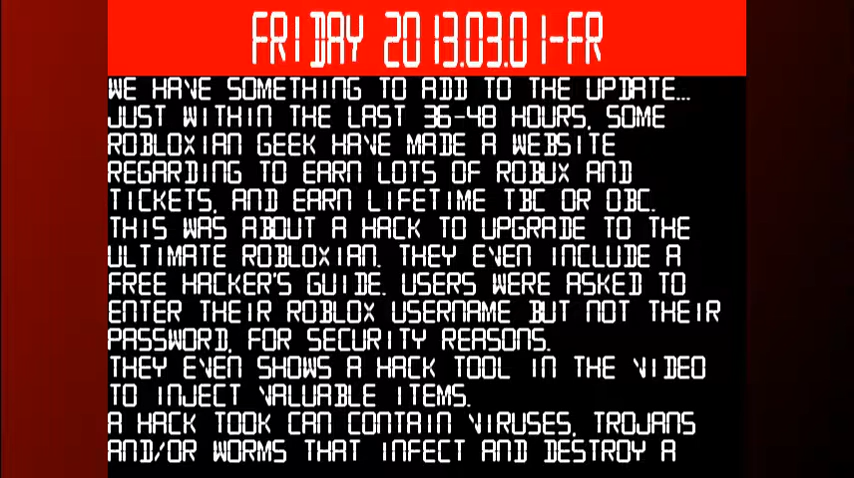 FRIDAY 2013.03.01-FR
WE HAVE SOMETHING TO ADD TO THE UPDATE...
JUST WITHIN THE LAST 36-48 HOURS, SOME
ROBLOXIAN GEEK HAVE MADE A WEBSITE
REGARDING TO EARN LOTS OF ROBUX AND
TICKETS, AND EARN LIFETIME TBC OR OBC.
THIS WAS ABOUT A HACK TO UPGRADE TO THE
ULTIMATE ROBLOXIAN. THEY EVEN INCLUDE A
FREE HACKER'S GUIDE. USERS WERE ASKED TO
ENTER THEIR ROBLOX USERNAME BUT NOT THEIR
PASSWORD, FOR SECURITY REASONS.
THEY EVEN SHOWS A HACK TOOL IN THE VIDEO
TO INJECT VALUABLE ITEMS.
A HACK TOOK CAN CONTAIN VIRUSES, TROJANS
AND/OR WORMS THAT INFECT AND DESTROY A